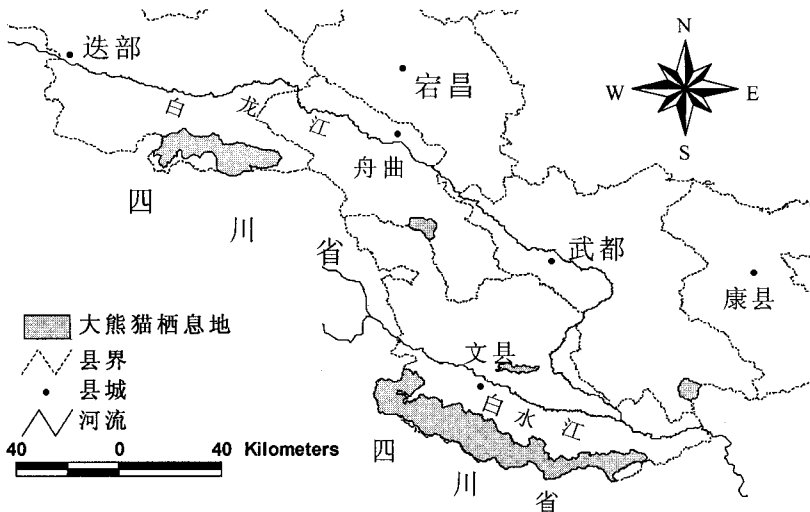 N
W E
S
迭部
宕昌
白龙江
舟曲
四川省
武都
康县
文县
白水江
四川省
大熊猫栖息地
县界
县城
河流
40 0 40 Kilometers